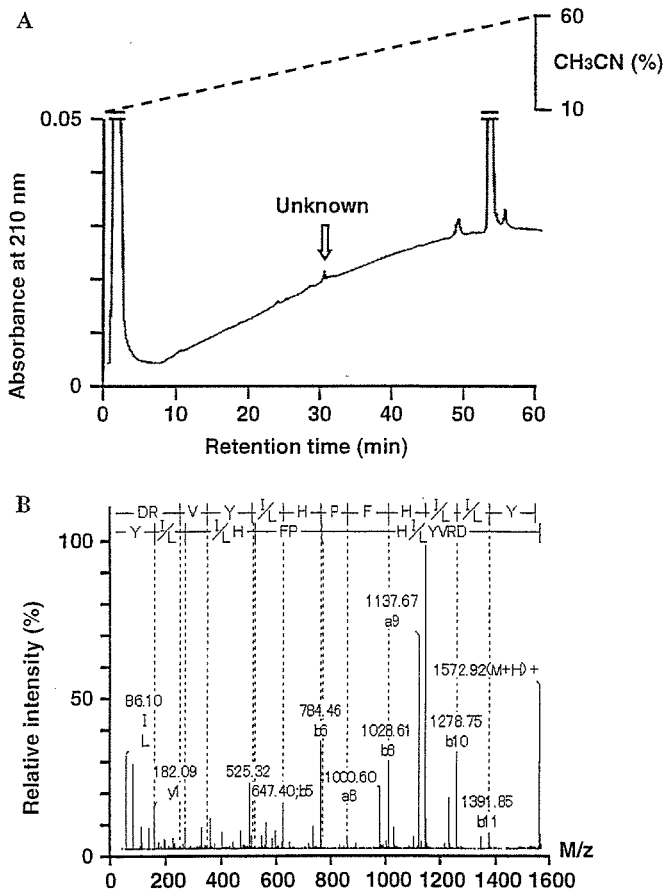 A
60
CH3CN (%)
10
0.05
Unknown
Absorbance at 210 nm
0
0 10 20 30 40 50 60
Retention time (min)
B
DR V Y I/L H P F H I/L I/L Y
Y I/L I/L H FP H I/L YVRD
100
1137.67
a9
1572.92(M+H)+
86.10
I
L
50
784.46
b6
1028.61
b8
1278.75
b10
182.09
y1
525.32
647.40;b5
1000.60
a8
1391.85
b11
Relative intensity (%)
0
M/z
0 200 400 600 800 1000 1200 1400 1600